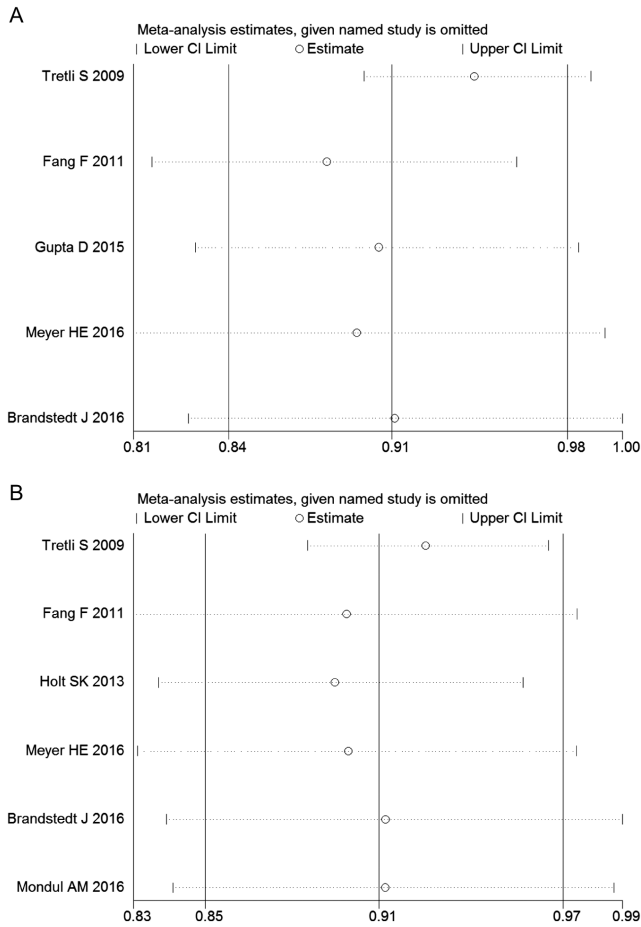 A
Meta-analysis estimates, given named study is omitted
| Lower CI Limit ○ Estimate | Upper CI Limit
Tretli S 2009
Fang F 2011
Gupta D 2015
Meyer HE 2016
Brandstedt J 2016
0.81 0.84 0.91 0.98 1.00
B
Meta-analysis estimates, given named study is omitted
| Lower CI Limit ○ Estimate | Upper CI Limit
Tretli S 2009
Fang F 2011
Holt SK 2013
Meyer HE 2016
Brandstedt J 2016
Mondul AM 2016
0.83 0.85 0.91 0.97 0.99